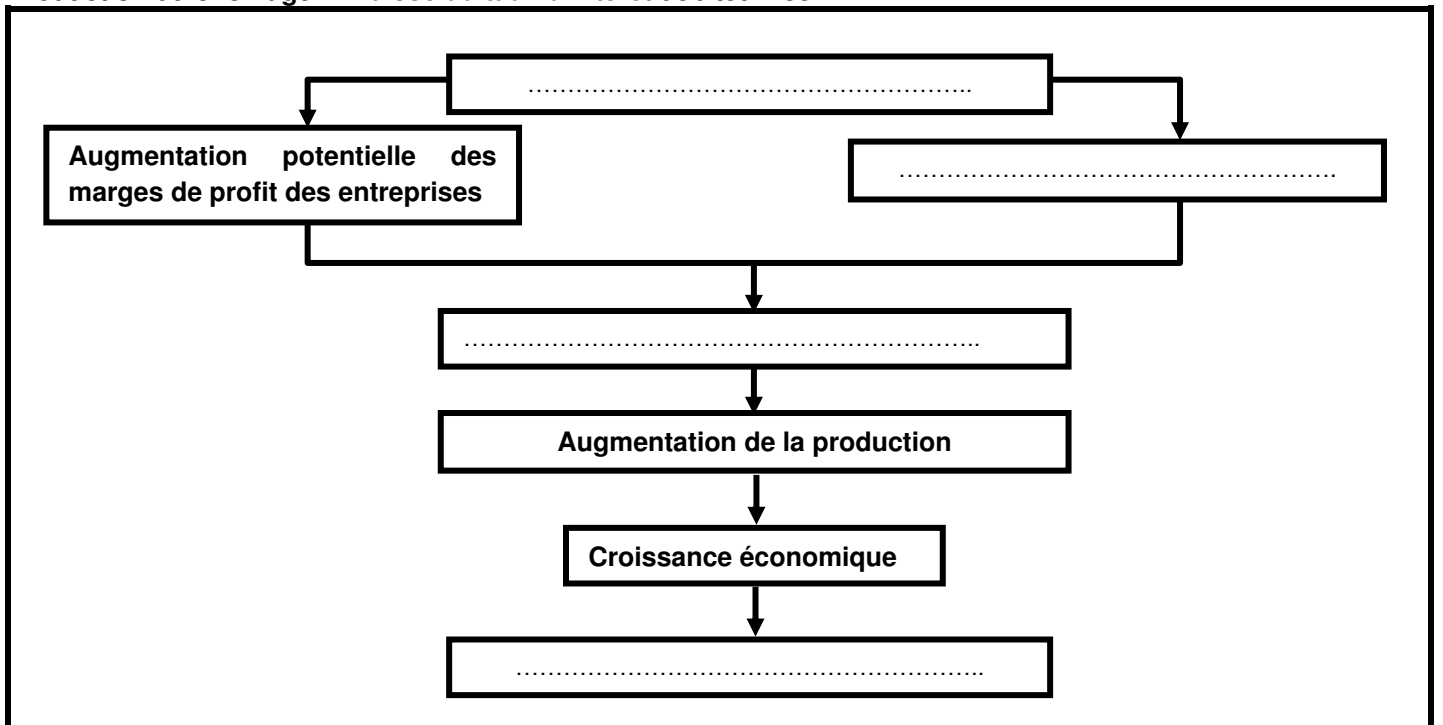 …………………………………………………..
Augmentation potentielle des
marges de profit des entreprises
……………………………………………….
………………………………………………………..
Augmentation de la production
Croissance économique
…………………………………………………..